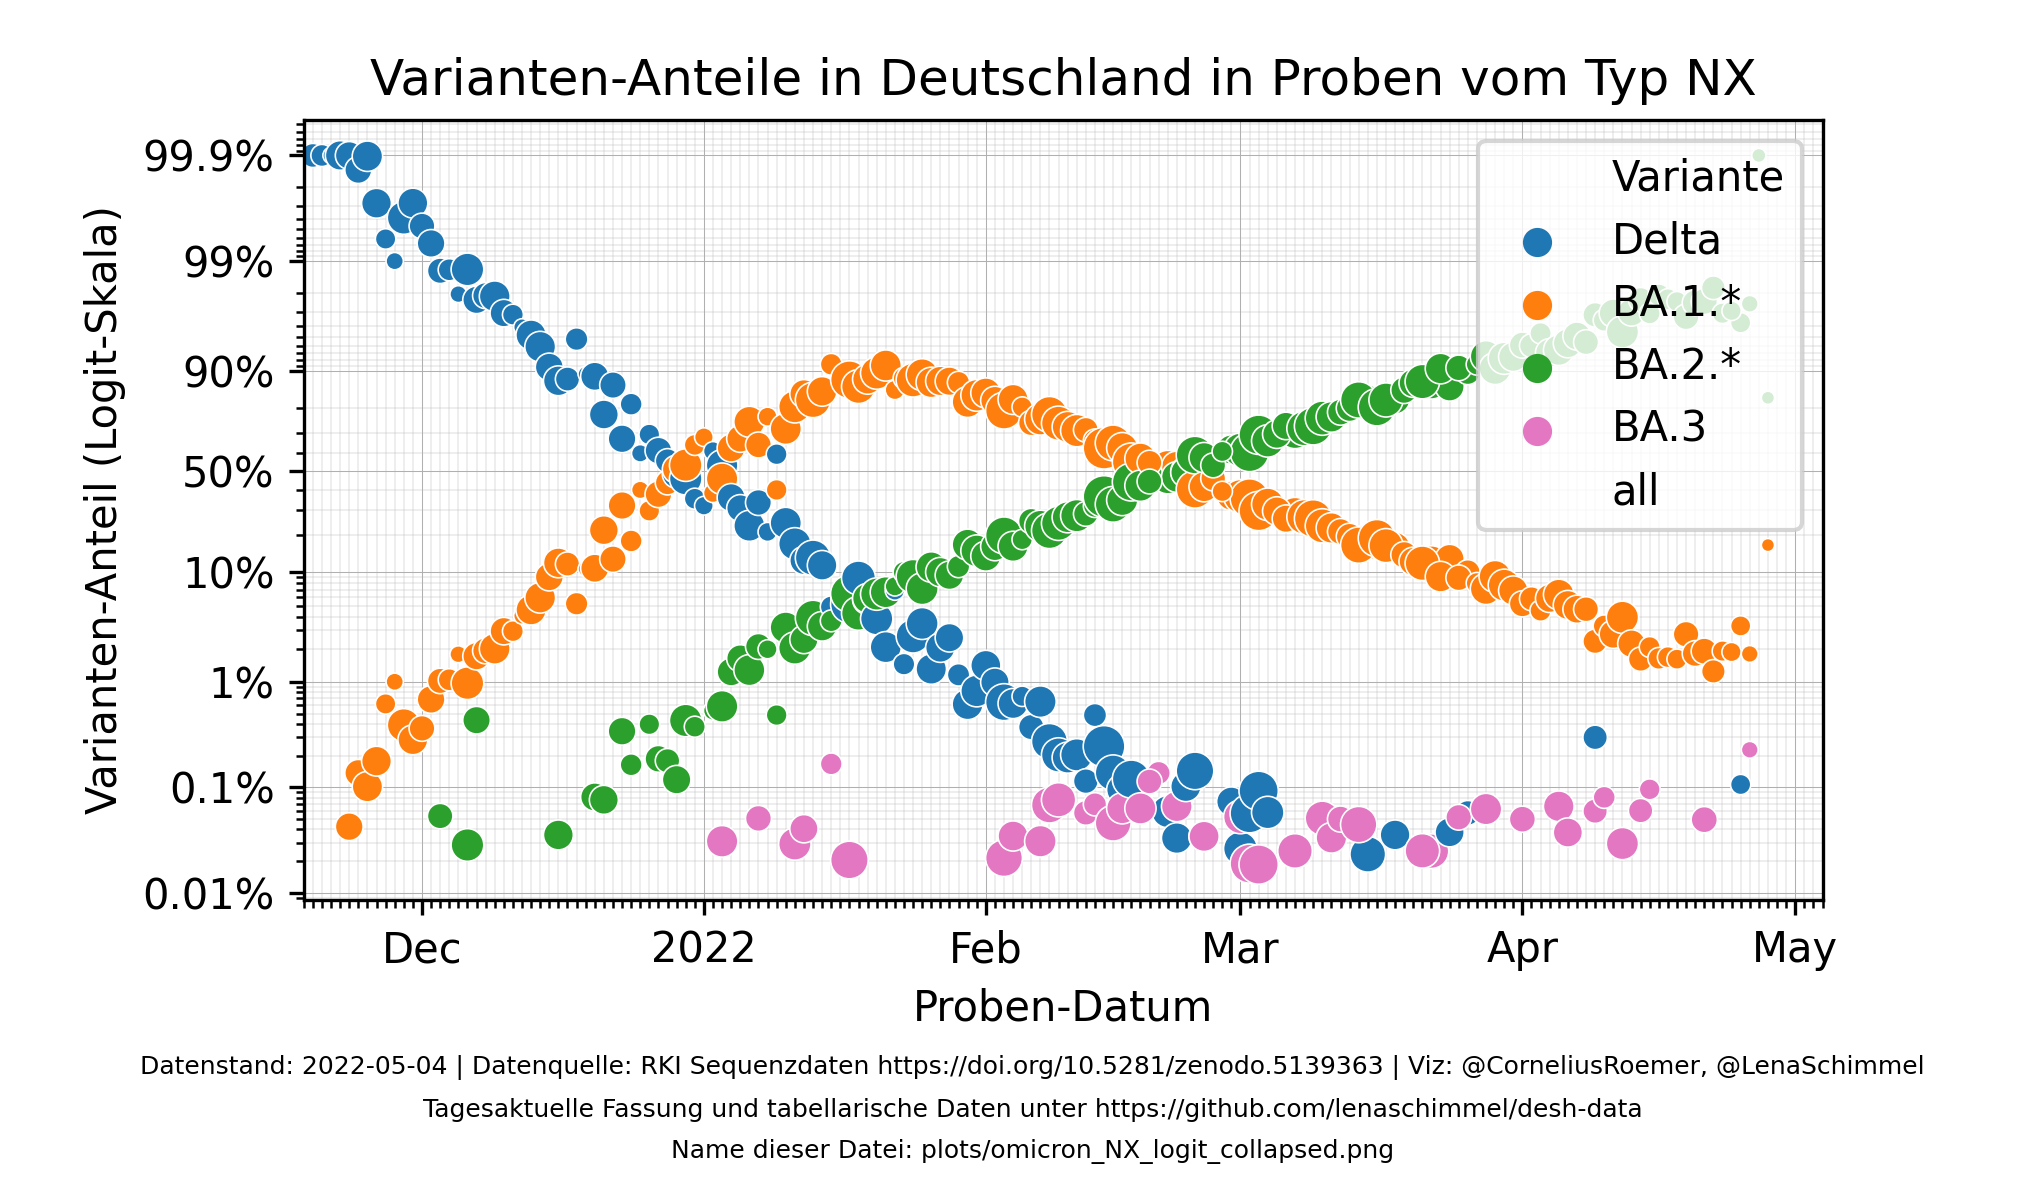 Varianten-Anteile in Deutschland in Proben vom Typ NX
Varianten-Anteil (Logit-Skala)
99.9%
99%
90%
50%
10%
1%
0.1%
0.01%
Variante
Delta
BA.1.*
BA.2.*
BA.3
all
Dec 2022 Feb Mar Apr May
Proben-Datum
Datenstand: 2022-05-04 | Datenquelle: RKI Sequenzdaten https://doi.org/10.5281/zenodo.5139363 | Viz: @CorneliusRoemer, @LenaSchimmel
Tagesaktuelle Fassung und tabellarische Daten unter https://github.com/lenaschimmel/desh-data
Name dieser Datei: plots/omicron_NX_logit_collapsed.png